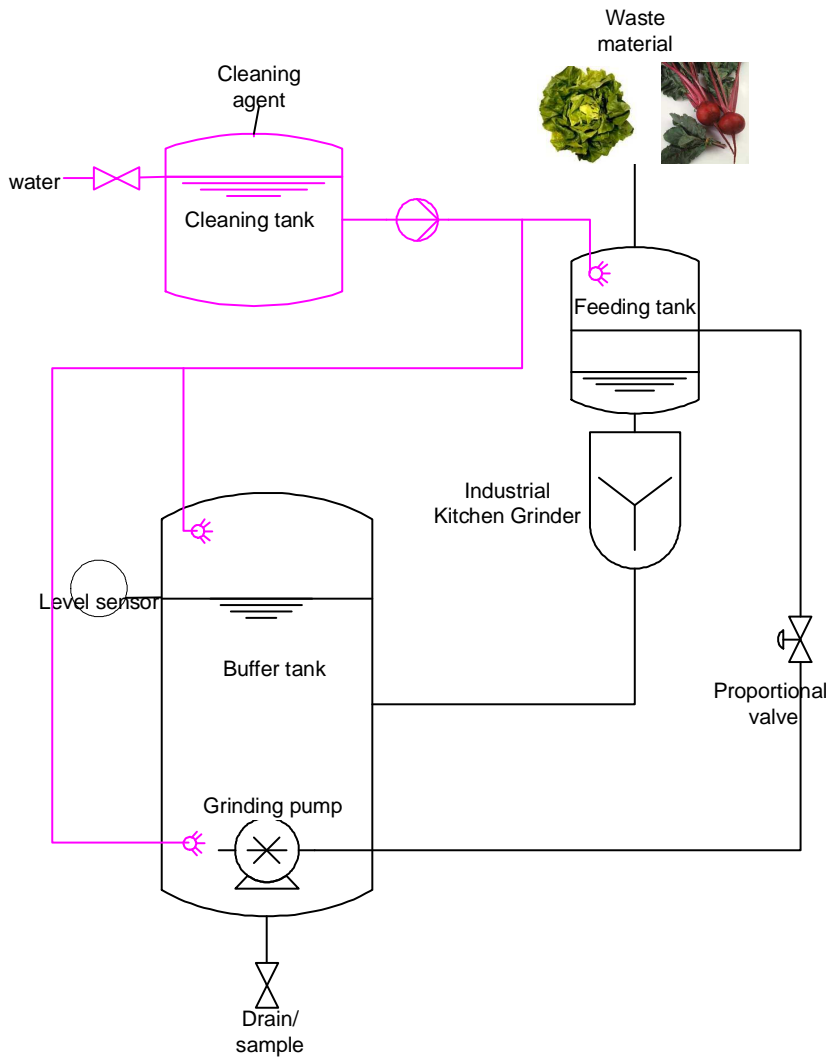 Waste
material
Cleaning
agent
water
Cleaning tank
Feeding tank
Industrial
Kitchen Grinder
Level sensor
Buffer tank
Proportional
valve
Grinding pump
Drain/
sample